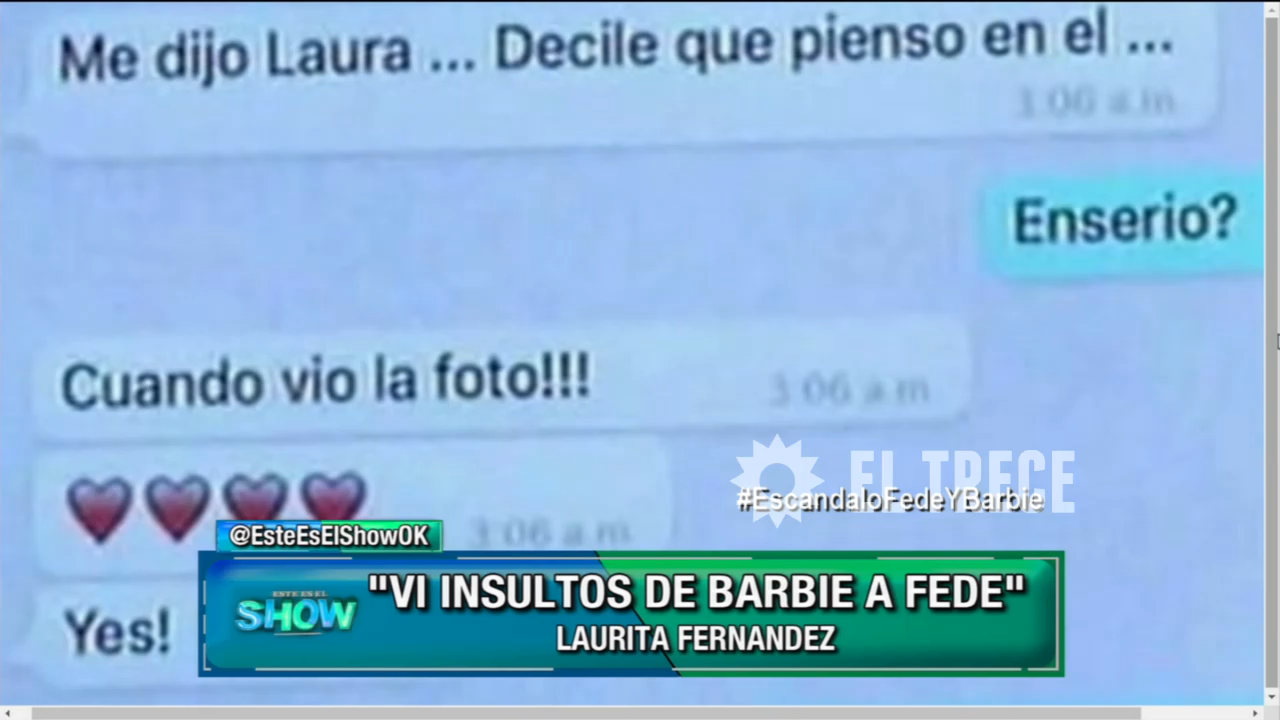 Me dijo Laura ... Decile que pienso en el ...
1:06 a.m
Enserio?
Cuando vio la foto!!!
3:06 a m
EL TRECE
#EscandaloFedeYBarbie
3:06 a m
@EsteEsElShowOK
ESTE ES EL
SHOW
"VI INSULTOS DE BARBIE A FEDE"
LAURITA FERNANDEZ
Yes!